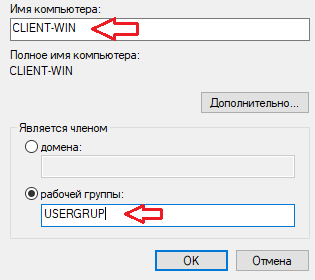 Имя компьютера:
CLIENT-WIN
Полное имя компьютера:
CLIENT-WIN
Дополнительно...
Является членом
домена:
рабочей группы:
USERGRUP
OK
Отмена